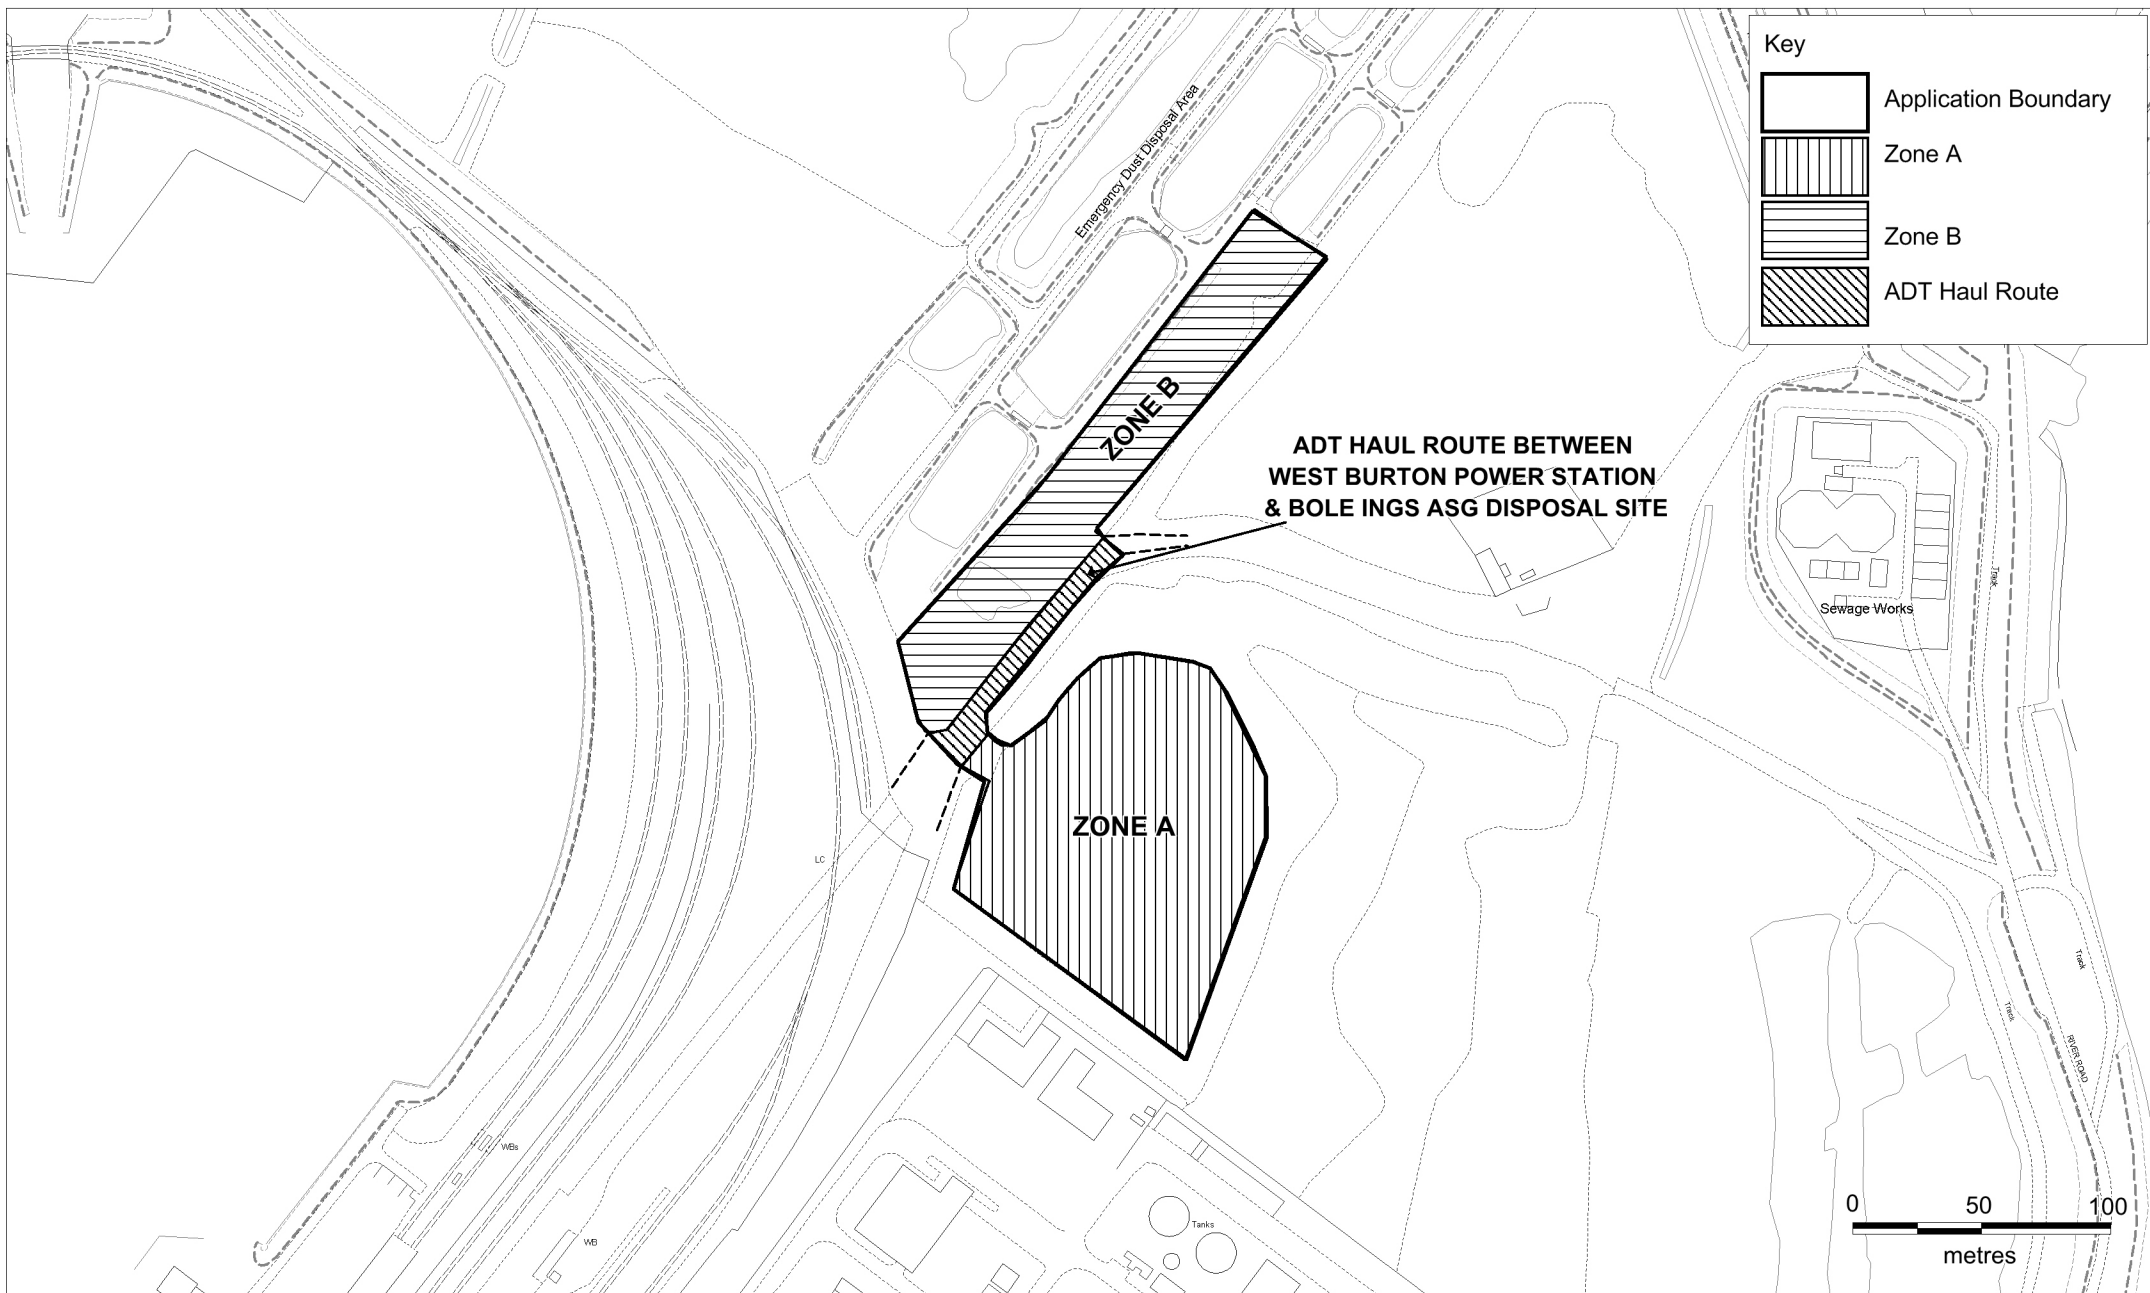 Key
Application Boundary
Zone A
Zone B
ADT Haul Route
Emergency Dust Disposal Area
ZONE B
ADT HAUL ROUTE BETWEEN
WEST BURTON POWER STATION
& BOLE INGS ASG DISPOSAL SITE
Track
Sewage Works
ZONE A
LC
Track
Track
RIVER ROAD
WBs
WB
Tanks
0 50 100
metres